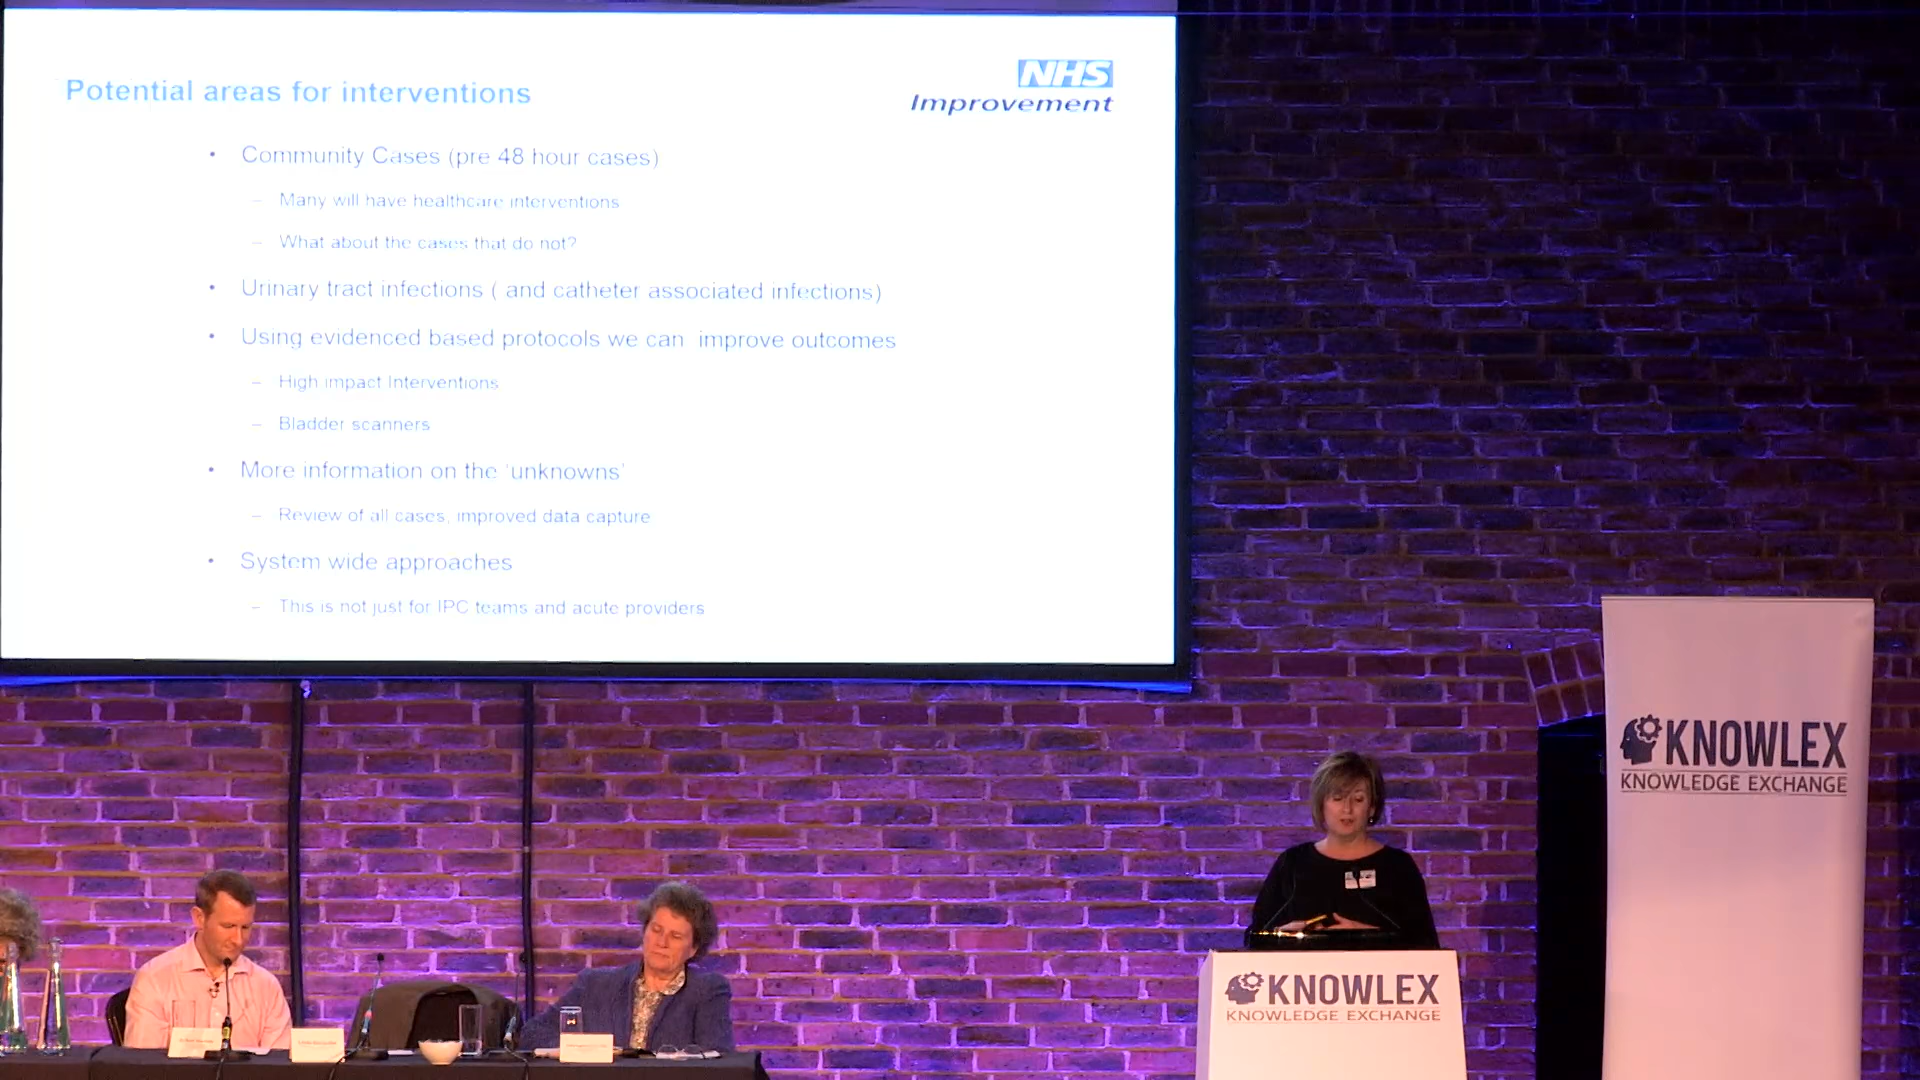 Potential areas for interventions
NHS
Improvement
• Community Cases (pre 48 hour cases)
– Many will have healthcare interventions
– What about the cases that do not?
• Urinary tract infections ( and catheter associated infections)
• Using evidenced based protocols we can improve outcomes
– High impact Interventions
– Bladder scanners
• More information on the 'unknowns'
– Review of all cases, improved data capture
• System wide approaches
– This is not just for IPC teams and acute providers
KNOWLEX
KNOWLEDGE EXCHANGE
KNOWLEX
KNOWLEDGE EXCHANGE